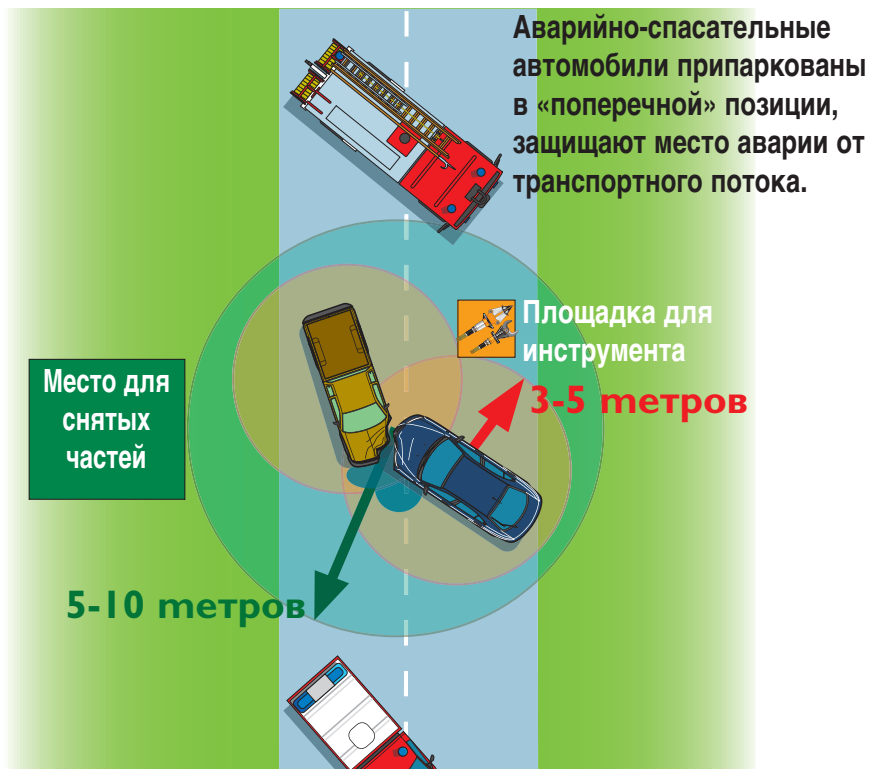 Аварийно-спасательные
автомобили припаркованы
в «поперечной» позиции,
защищают место аварии от
транспортного потока.
Площадка для
инструмента
3-5 метров
Место для
снятых
частей
5-10 метров